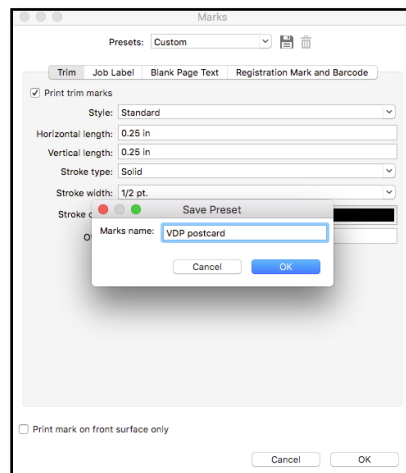 Marks
Presets: Custom
Trim Job Label Blank Page Text Registration Mark and Barcode
Print trim marks
Style: Standard
Horizontal length: 0.25 in
Vertical length: 0.25 in
Stroke type: Solid
Stroke width: 1/2 pt.
Stroke
Save Preset
Marks name: VDP postcard
Cancel OK
Print mark on front surface only
Cancel OK